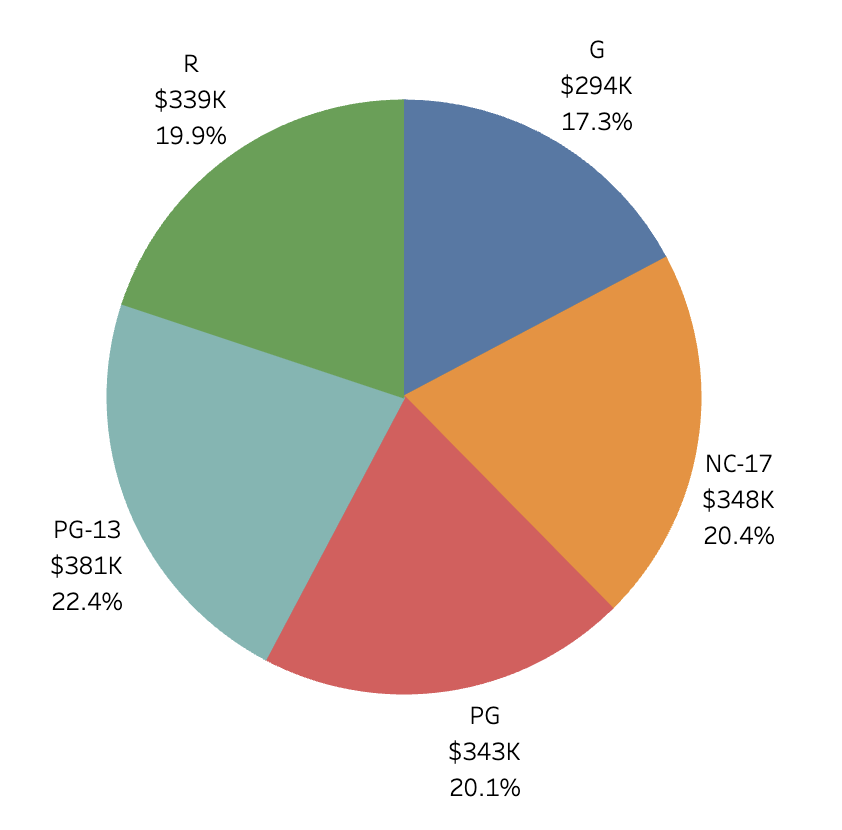 R
$339K
19.9%
G
$294K
17.3%
NC-17
$348K
20.4%
PG-13
$381K
22.4%
PG
$343K
20.1%